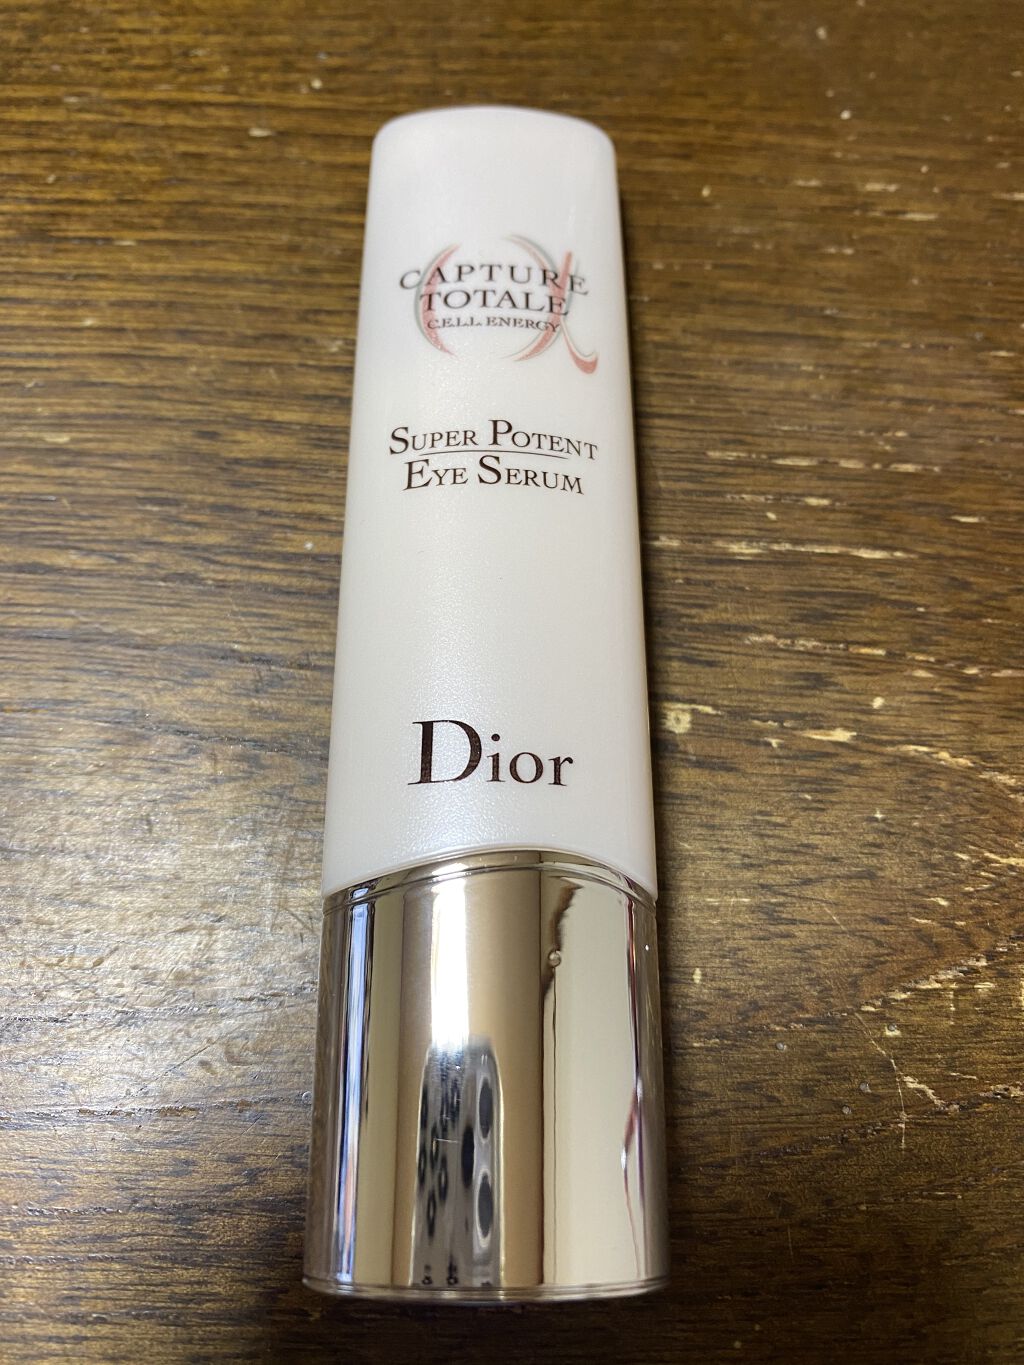 CAPTURE
TOTALE
C.E.L.L. ENERGY
SUPER POTENT
EYE SERUM
Dior